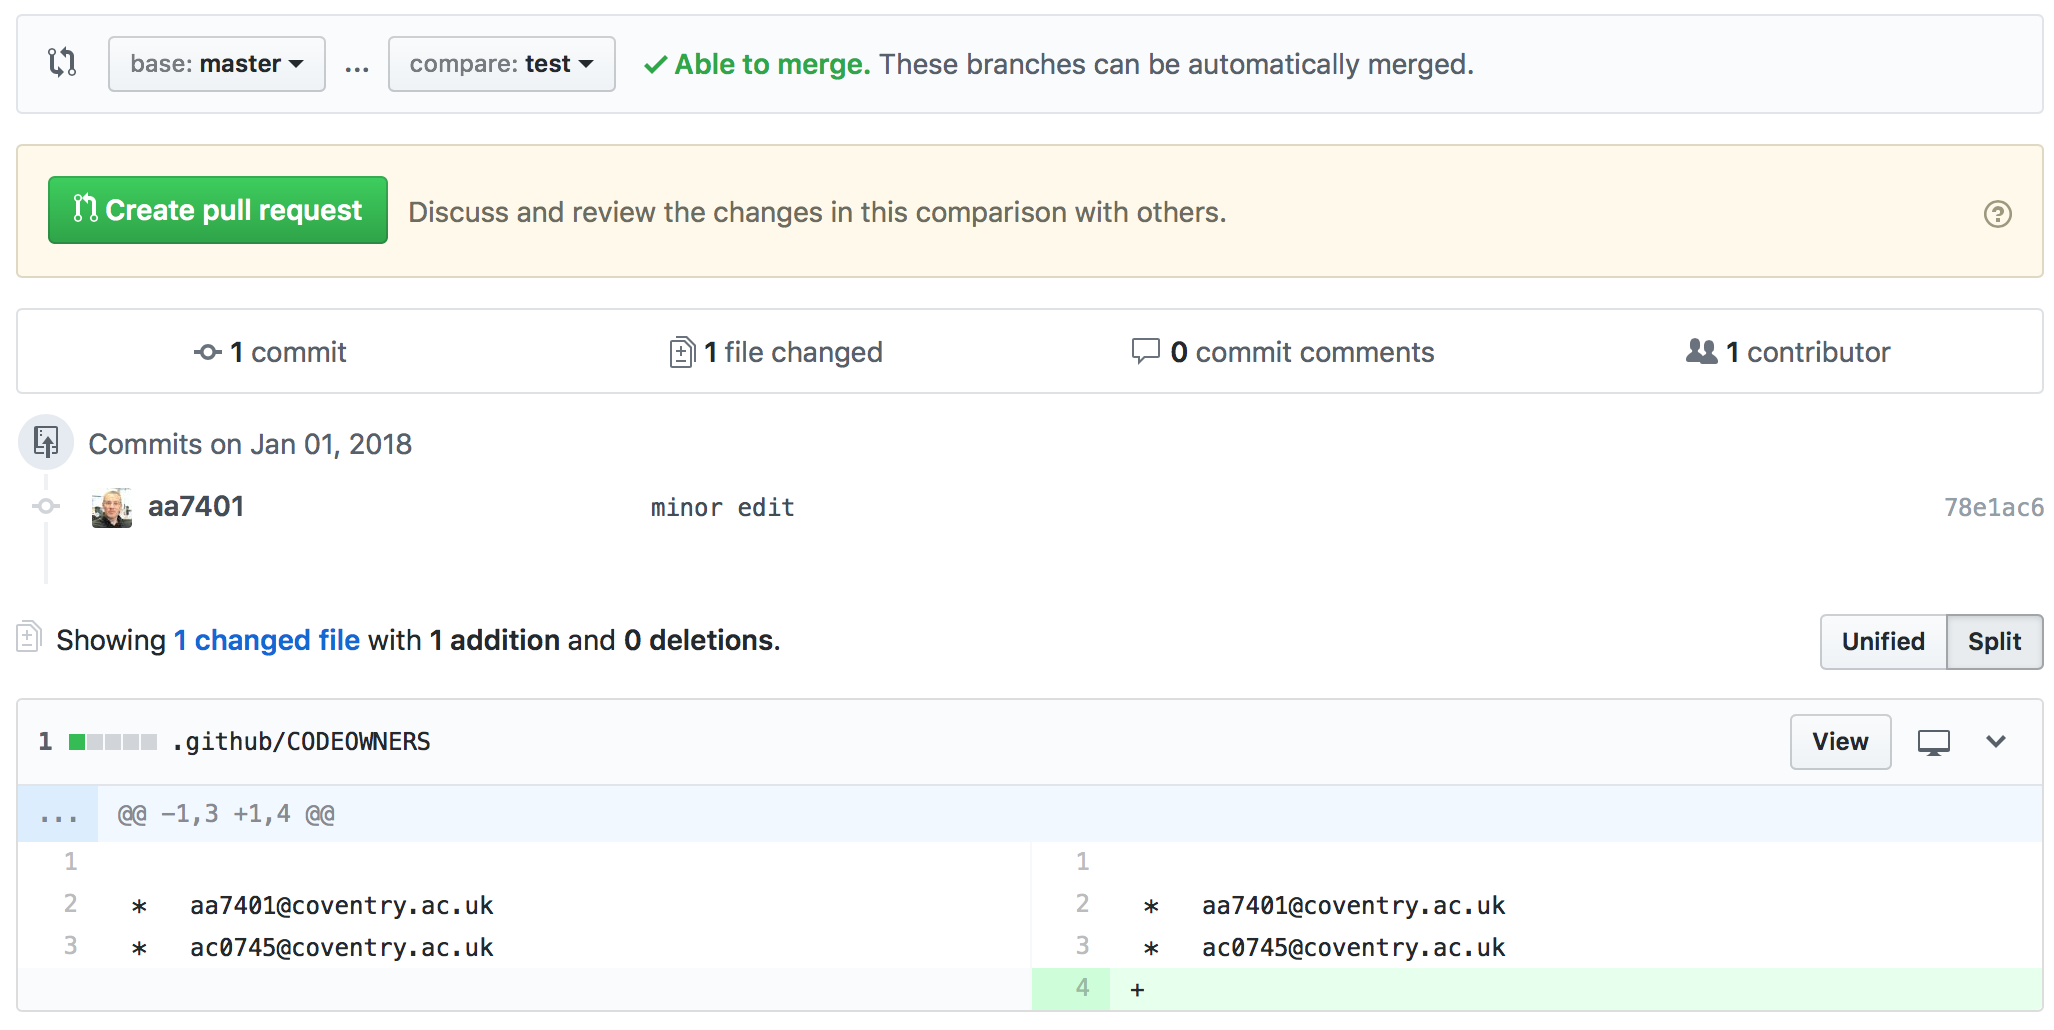 base: master ... compare: test ✓ Able to merge. These branches can be automatically merged.
Create pull request Discuss and review the changes in this comparison with others. ?
1 commit 1 file changed 0 commit comments 1 contributor
Commits on Jan 01, 2018
aa7401 minor edit 78e1ac6
Showing 1 changed file with 1 addition and 0 deletions. Unified Split
1 .github/CODEOWNERS View
... @@ -1,3 +1,4 @@
1 1
2 * aa7401@coventry.ac.uk 2 * aa7401@coventry.ac.uk
3 * ac0745@coventry.ac.uk 3 * ac0745@coventry.ac.uk
4 +